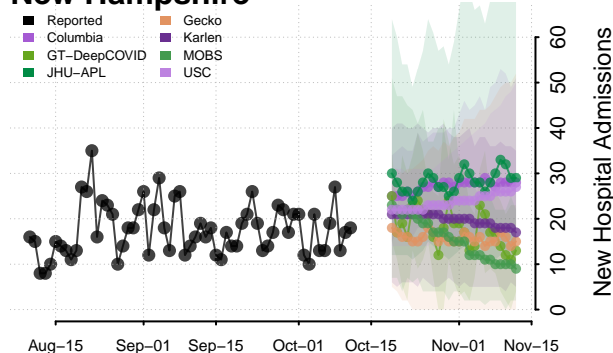 New Hampshire
Reported
Columbia
GT−DeepCOVID
JHU−APL
Gecko
Karlen
MOBS
USC
0 10 20 30 40 50 60
New Hospital Admissions
Aug−15 Sep−01 Sep−15 Oct−01 Oct−15 Nov−01 Nov−15